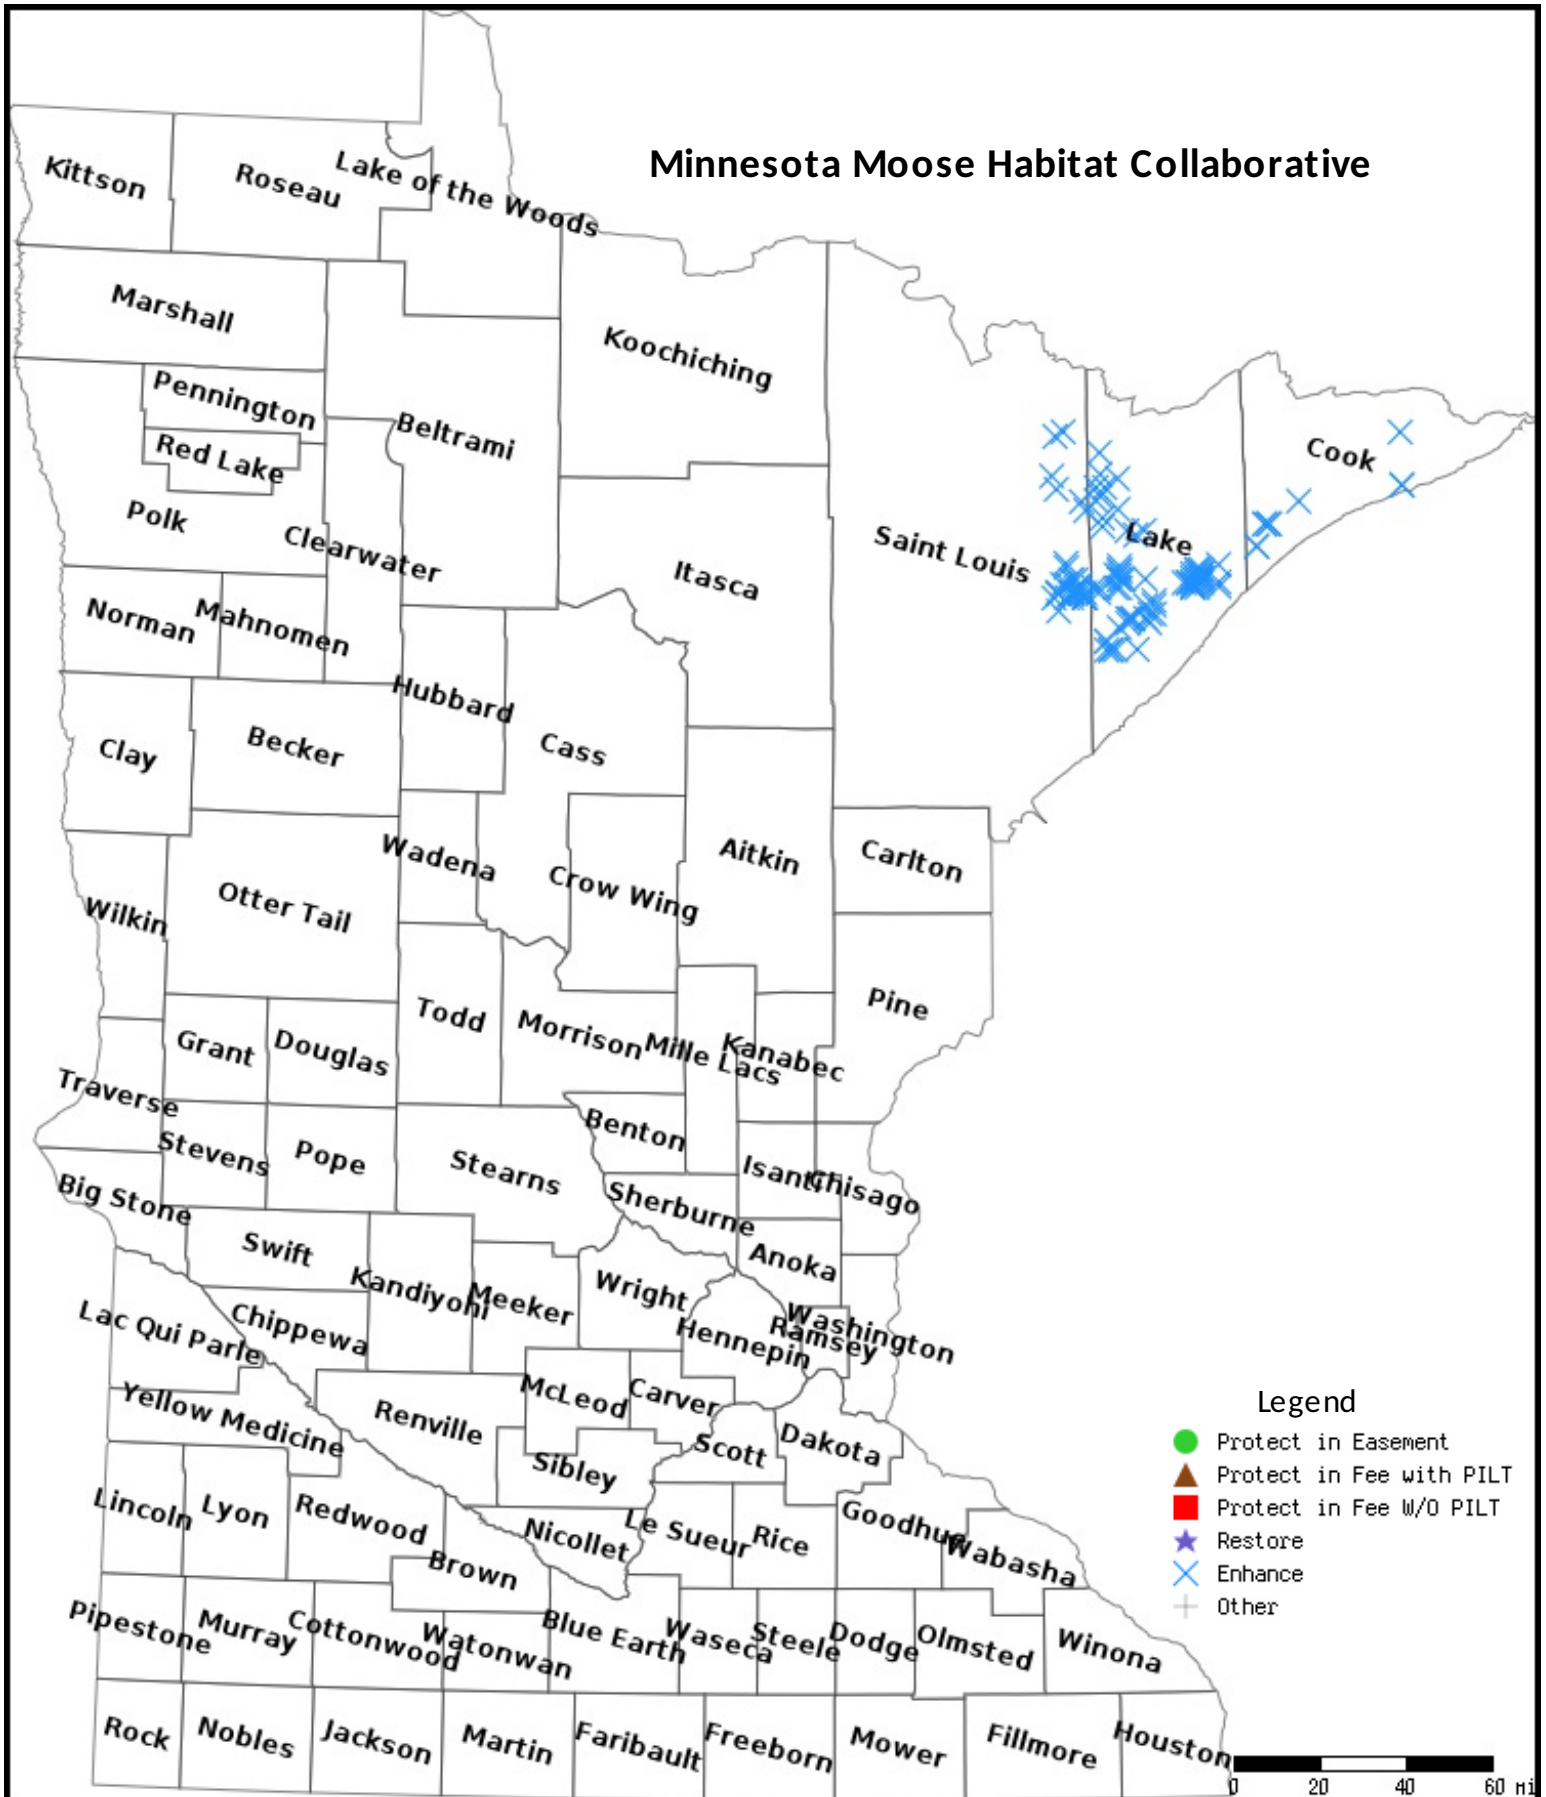 Minnesota Moose Habitat Collaborative
Kittson
Roseau
Lake of the Woods
Marshall
Koochiching
Pennington
Beltrami
Red Lake
Cook
Polk
Clearwater
Saint Louis
Lake
Itasca
Norman
Mahnomen
Hubbard
Clay
Becker
Cass
Wadena
Aitkin
Carlton
Otter Tail
Crow Wing
Wilkin
Pine
Todd
Morrison
Grant
Douglas
Mille Lacs
Kanabec
Traverse
Benton
Stevens
Pope
Stearns
Isanti
Chisago
Big Stone
Sherburne
Swift
Anoka
Kandiyohi
Meeker
Wright
Washington
Ramsey
Hennepin
Lac Qui Parle
Chippewa
McLeod
Carver
Yellow Medicine
Renville
Scott
Dakota
Sibley
Lincoln
Lyon
Redwood
Nicollet
Le Sueur
Rice
Goodhue
Wabasha
Brown
Pipestone
Murray
Cottonwood
Watonwan
Blue Earth
Waseca
Steele
Dodge
Olmsted
Winona
Rock
Nobles
Jackson
Martin
Faribault
Freeborn
Mower
Fillmore
Houston
Legend
Protect in Easement
Protect in Fee with PILT
Protect in Fee W/O PILT
Restore
Enhance
Other
0 20 40 60 mi